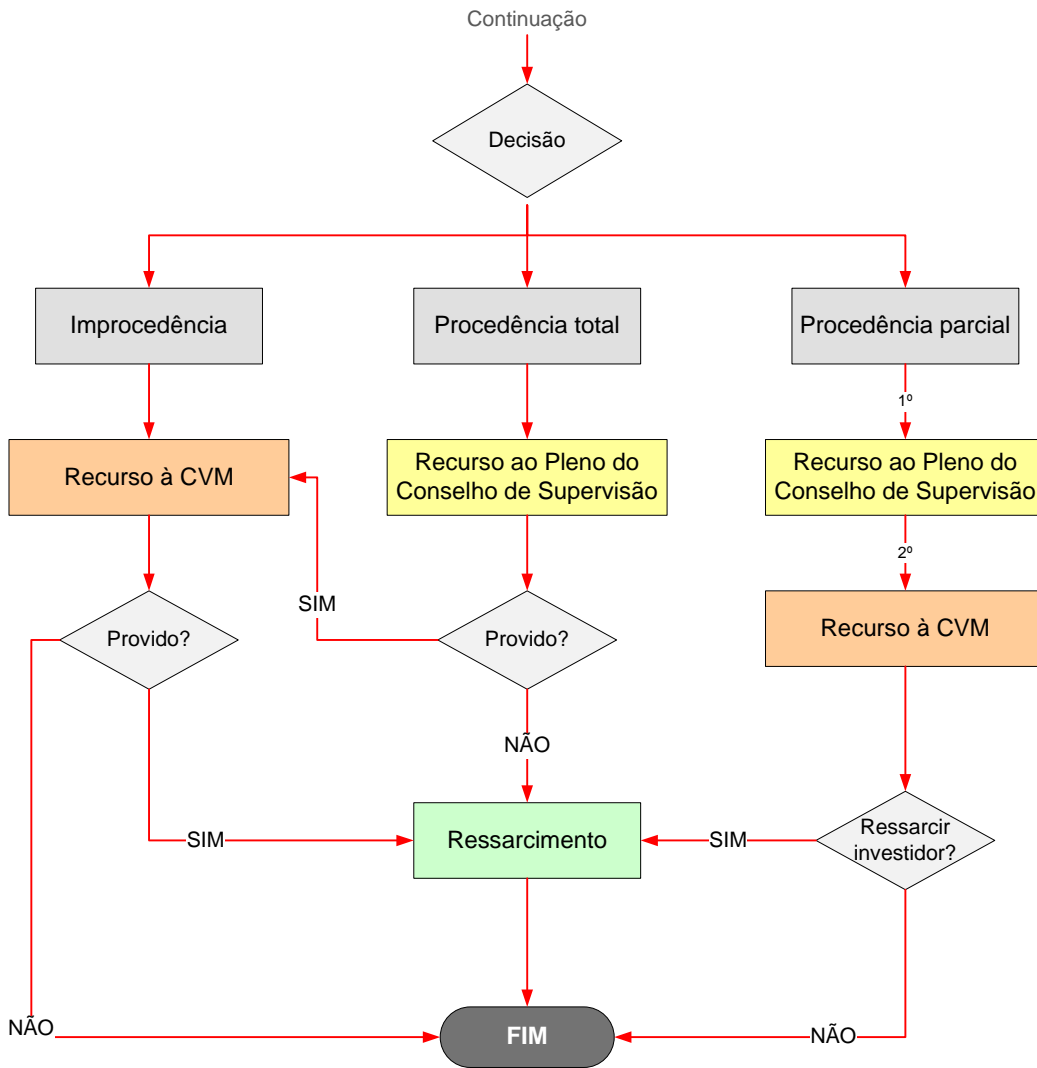 Continuação
Decisão
Improcedência
Procedência total
Procedência parcial
1º
Recurso à CVM
Recurso ao Pleno do
Conselho de Supervisão
Recurso ao Pleno do
Conselho de Supervisão
2º
SIM
Provido?
Provido?
Recurso à CVM
NÃO
SIM
Ressarcimento
SIM
Ressarcir
investidor?
NÃO
FIM
NÃO